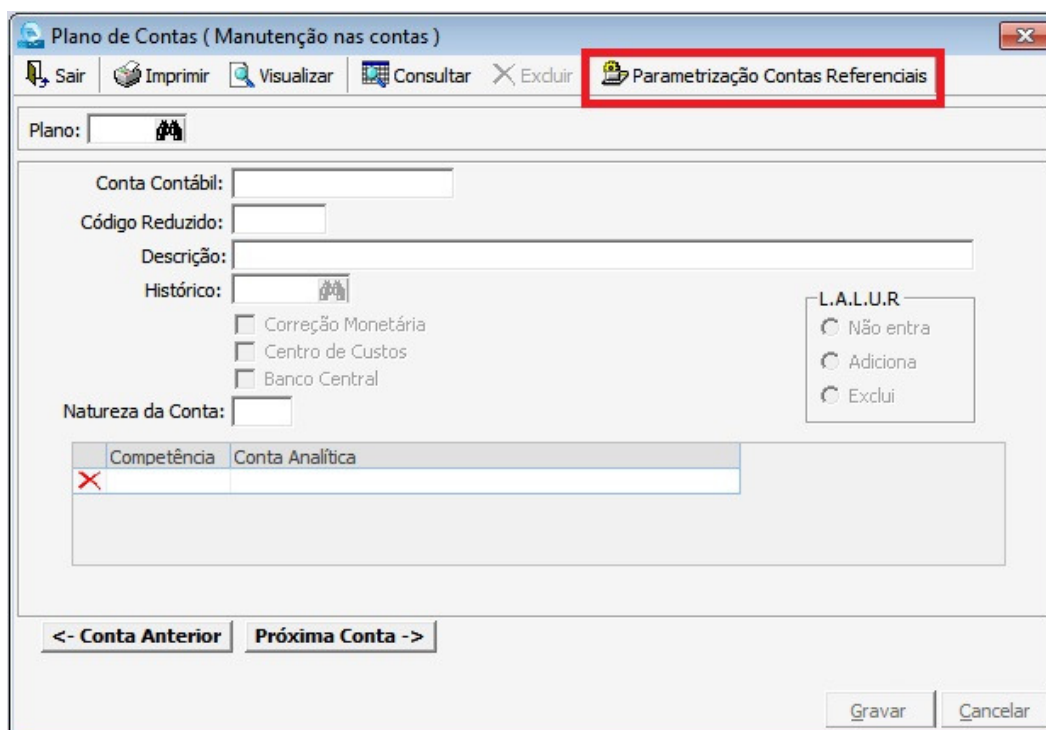 Plano de Contas ( Manutenção nas contas )
Sair Imprimir Visualizar Consultar Excluir Parametrização Contas Referenciais
Plano:
Conta Contábil:
Código Reduzido:
Descrição:
Histórico:
Correção Monetária
Centro de Custos
Banco Central
L.A.L.U.R
Não entra
Adiciona
Exclui
Natureza da Conta:
Competência Conta Analítica
<- Conta Anterior Próxima Conta ->
Gravar Cancelar